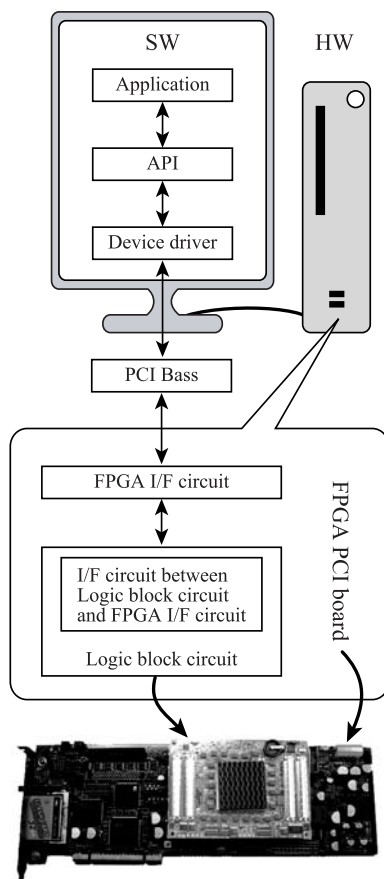 SW
HW
Application
API
Device driver
PCI Bass
FPGA I/F circuit
I/F circuit between
Logic block circuit
and FPGA I/F circuit
Logic block circuit
FPGA PCI board